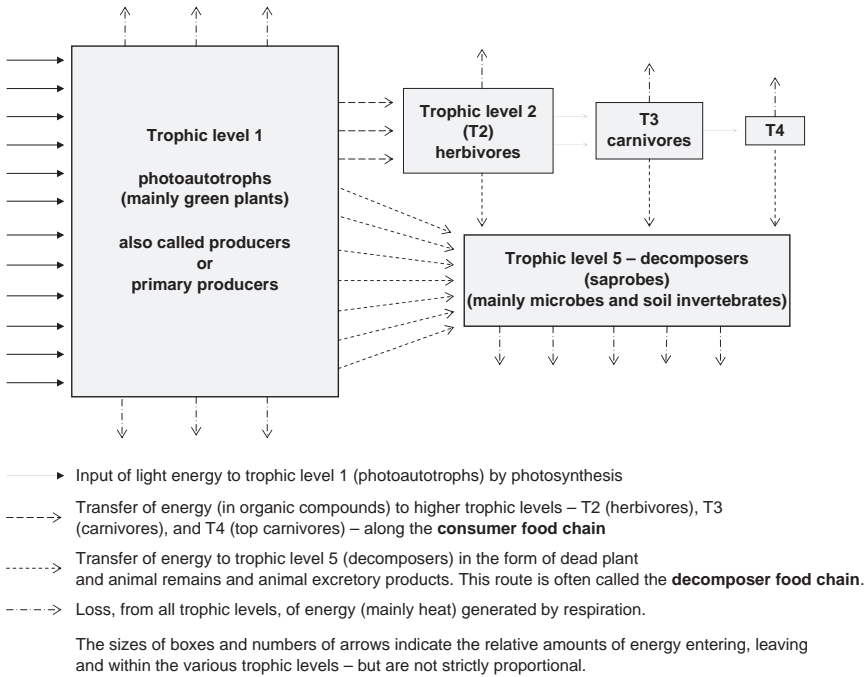 Trophic level 1
photoautotrophs
(mainly green plants)
also called producers
or
primary producers
Trophic level 2
(T2)
herbivores
T3
carnivores
T4
Trophic level 5 – decomposers
(saprobes)
(mainly microbes and soil invertebrates)
Input of light energy to trophic level 1 (photoautotrophs) by photosynthesis
Transfer of energy (in organic compounds) to higher trophic levels – T2 (herbivores), T3
(carnivores), and T4 (top carnivores) – along the consumer food chain
Transfer of energy to trophic level 5 (decomposers) in the form of dead plant
and animal remains and animal excretory products. This route is often called the decomposer food chain.
Loss, from all trophic levels, of energy (mainly heat) generated by respiration.
The sizes of boxes and numbers of arrows indicate the relative amounts of energy entering, leaving
and within the various trophic levels – but are not strictly proportional.